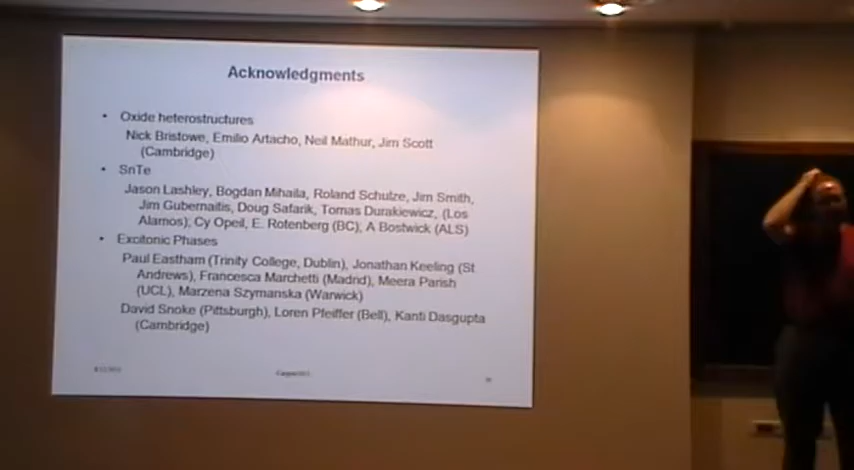 Acknowledgments
• Oxide heterostructures
Nick Bristowe, Emilio Artacho, Neil Mathur, Jim Scott
(Cambridge)
• SnTe
Jason Lashley, Bogdan Mihaila, Roland Schulze, Jim Smith,
Jim Gubernaitis, Doug Safarik, Tomas Durakiewicz, (Los
Alamos), Cy Opeil, E. Rotenberg (BC); A Bostwick (ALS)
• Excitonic Phases
Paul Eastham (Trinity College, Dublin), Jonathan Keeling (St
Andrews), Francesca Marchetti (Madrid), Meera Parish
(UCL), Marzena Szymanska (Warwick)
David Snoke (Pittsburgh), Loren Pfeiffer (Bell), Kanti Dasgupta
(Cambridge)